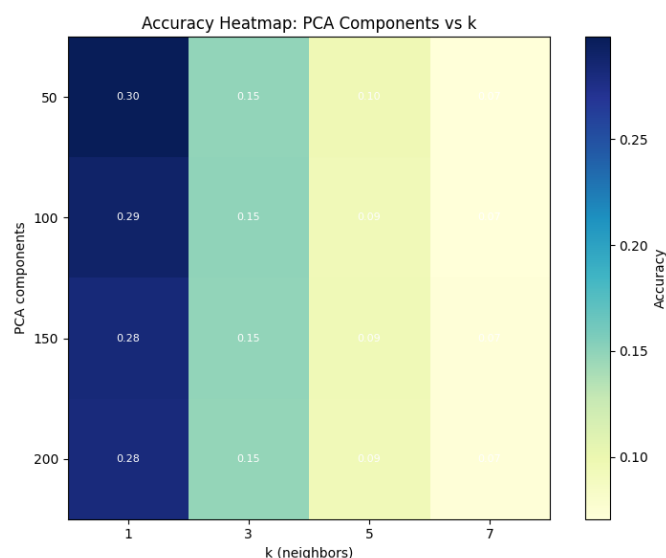 Accuracy Heatmap: PCA Components vs k
50 0.30 0.15 0.10
100 0.29 0.15 0.09
150 0.28 0.15 0.09
200 0.28 0.15 0.09
1 3 5 7
k (neighbors)
PCA components
0.25
0.20
0.15
0.10
Accuracy